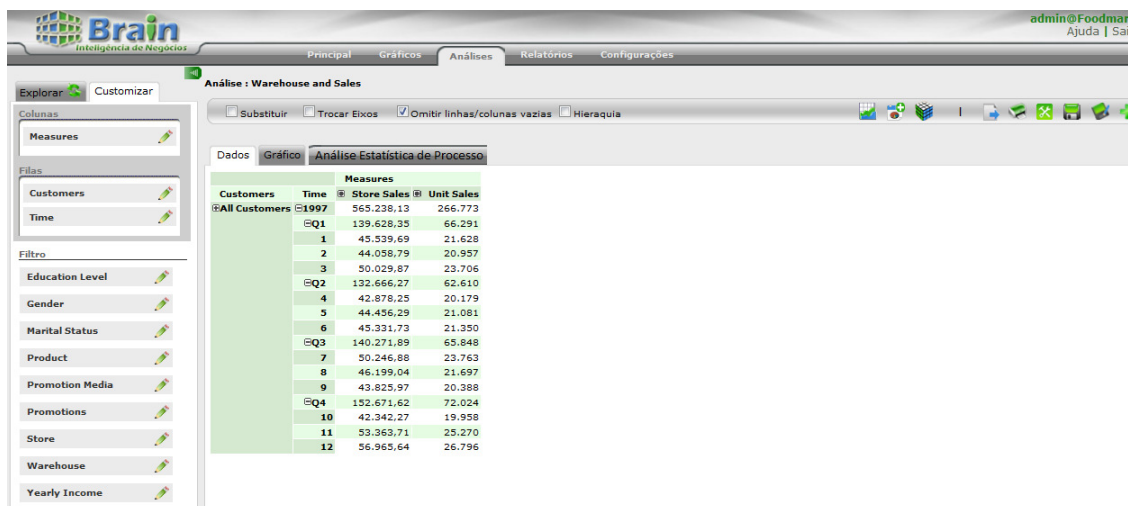 Brain
Inteligência de Negócios
admin@Foodmar
Ajuda | Sai
Principal Gráficos Análises Relatórios Configurações
Explorar Customizar
Colunas
Measures
Filas
Customers
Time
Filtro
Education Level
Gender
Marital Status
Product
Promotion Media
Promotions
Store
Warehouse
Yearly Income
Análise : Warehouse and Sales
Substituir Trocar Eixos Omitir linhas/colunas vazias Hieraquia
Dados Gráfico Análise Estatística de Processo
Measures
Customers Time Store Sales Unit Sales
All Customers 1997 565.238,13 266.773
Q1 139.628,35 66.291
1 45.539,69 21.628
2 44.058,79 20.957
3 50.029,87 23.706
Q2 132.666,27 62.610
4 42.878,25 20.179
5 44.456,29 21.081
6 45.331,73 21.350
Q3 140.271,89 65.848
7 50.246,88 23.763
8 46.199,04 21.697
9 43.825,97 20.388
Q4 152.671,62 72.024
10 42.342,27 19.958
11 53.363,71 25.270
12 56.965,64 26.796